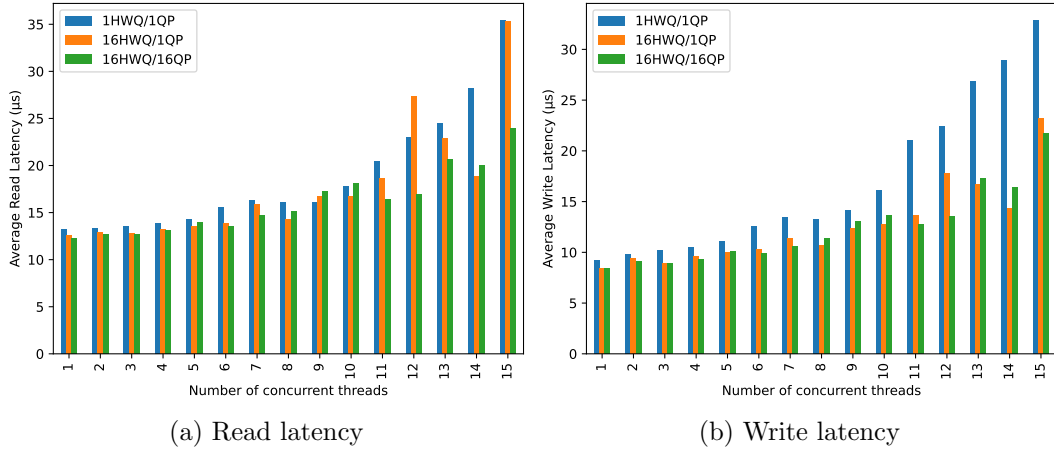 1HWQ/1QP
16HWQ/1QP
16HWQ/16QP
Average Read Latency (µs)
35
30
25
20
15
10
5
0
1 2 3 4 5 6 7 8 9 10 11 12 13 14 15
Number of concurrent threads
(a) Read latency
1HWQ/1QP
16HWQ/1QP
16HWQ/16QP
Average Write Latency (µs)
30
25
20
15
10
5
0
1 2 3 4 5 6 7 8 9 10 11 12 13 14 15
Number of concurrent threads
(b) Write latency